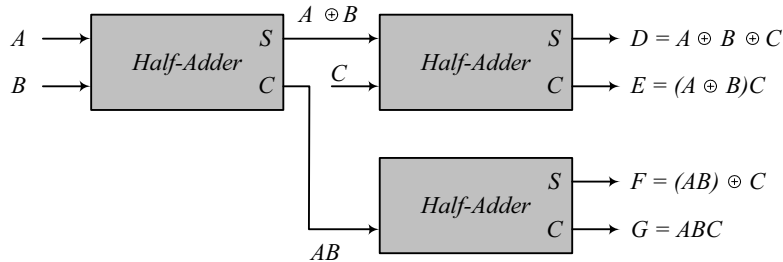 A ⊕ B
A
S
S
D = A ⊕ B ⊕ C
Half-Adder
Half-Adder
B
C
C
C
E = (A ⊕ B)C
S
F = (AB) ⊕ C
Half-Adder
C
G = ABC
AB